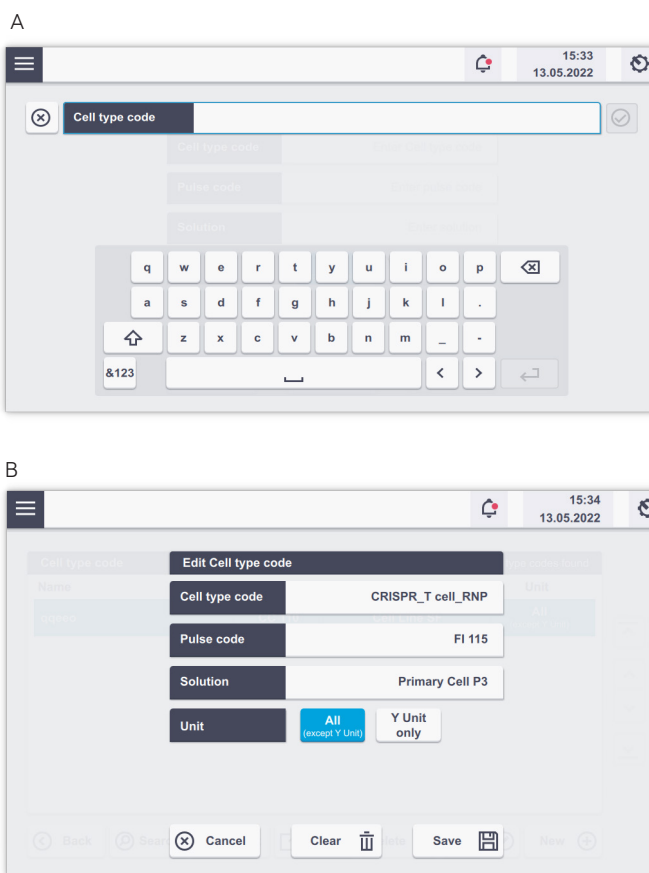 A
15:33
13.05.2022
Cell type code
Cell type code
Pulse code
Solution
q w e r t y u i o p
a s d f g h j k l .
z x c v b n m _ -
&123 < >
B
15:34
13.05.2022
Cell type code
Edit Cell type code
Name
Unit
Cell type code CRISPR_T cell_RNP
All
Pulse code FI 115
Solution Primary Cell P3
Unit All Y Unit
(except Y Unit) only
Back
Cancel Clear Save
New